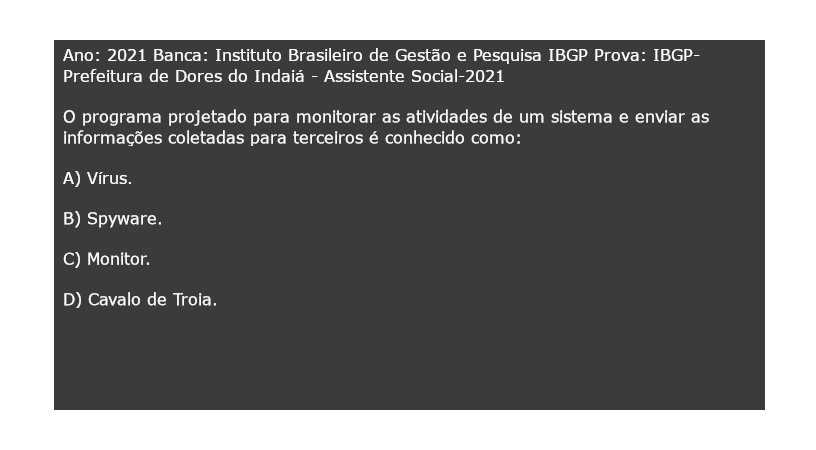 Ano: 2021 Banca: Instituto Brasileiro de Gestão e Pesquisa IBGP Prova: IBGP-
Prefeitura de Dores do Indaiá - Assistente Social-2021
O programa projetado para monitorar as atividades de um sistema e enviar as
informações coletadas para terceiros é conhecido como:
A) Vírus.
B) Spyware.
C) Monitor.
D) Cavalo de Troia.